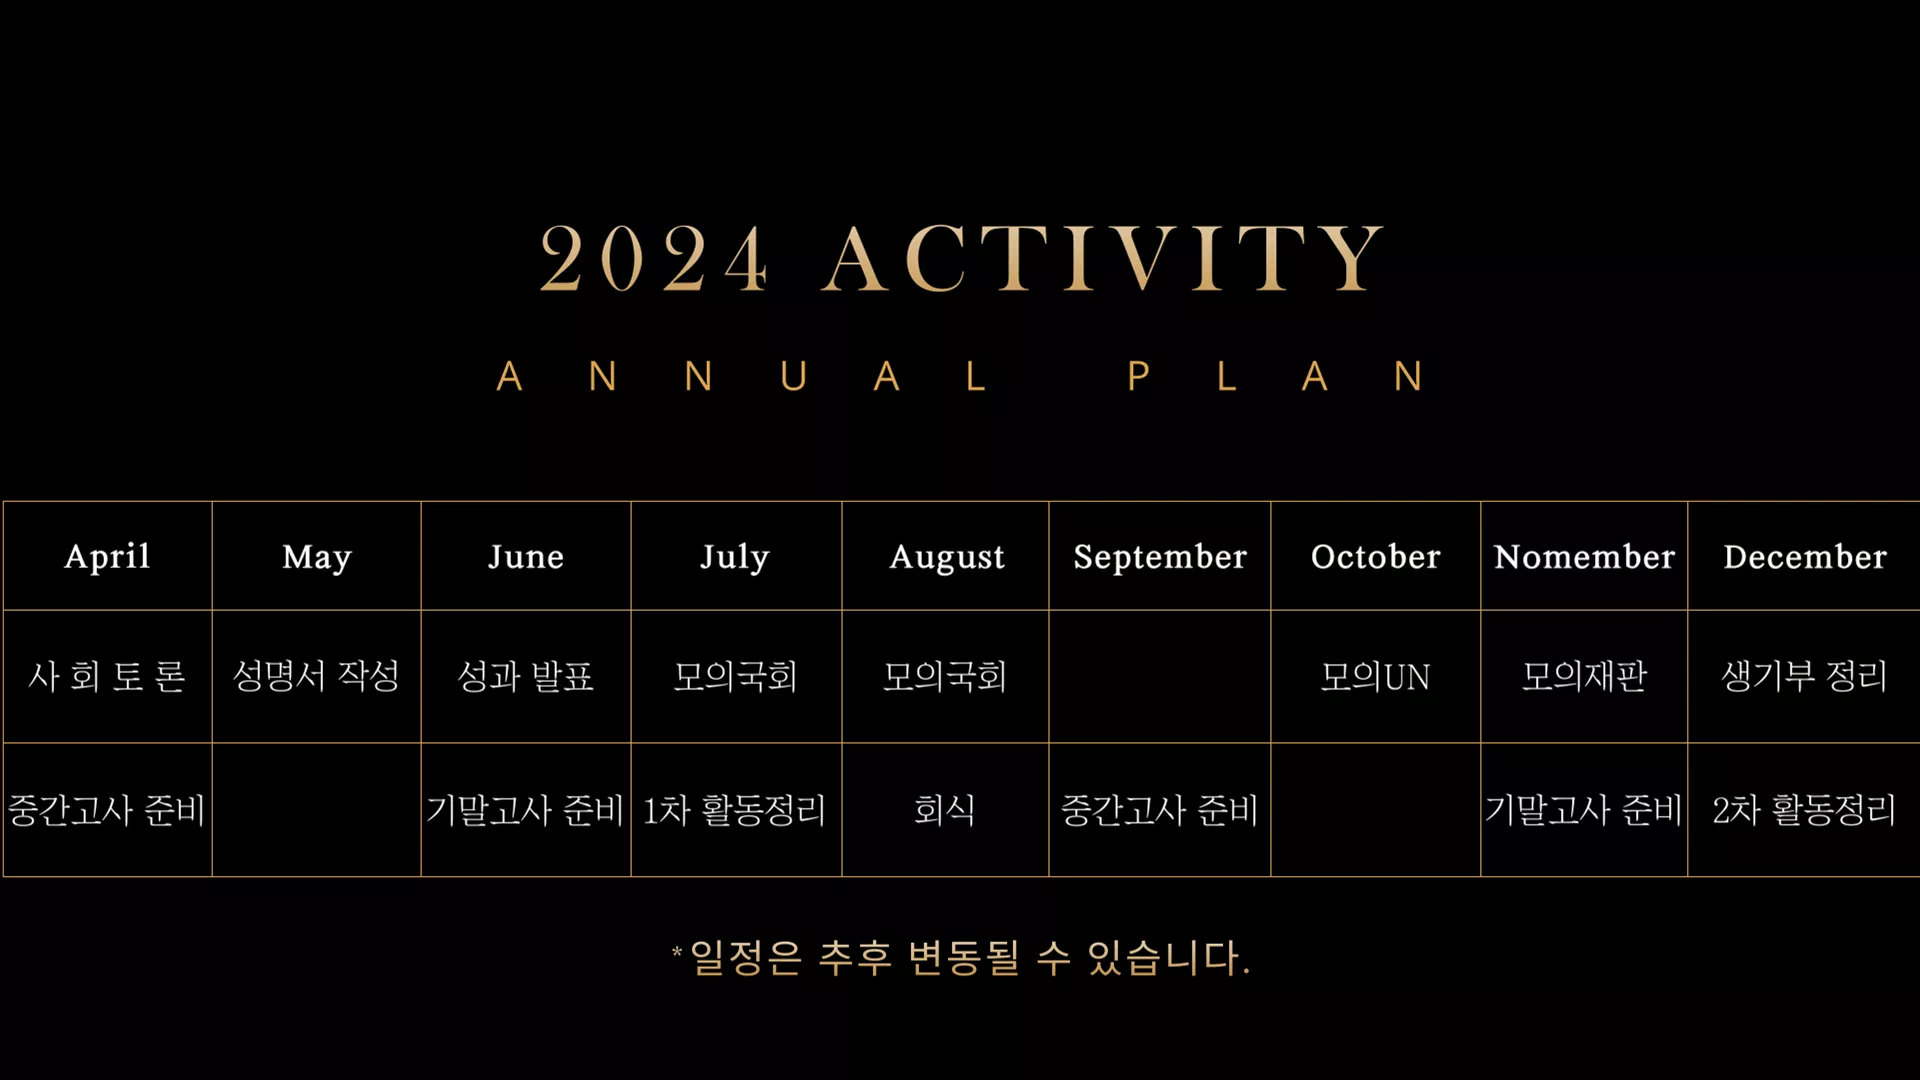 2024 ACTIVITY
ANNUAL PLAN
April May June July August September October Nomember December
사 회 토 론 성명서 작성 성과 발표 모의국회 모의국회 모의UN 모의재판 생기부 정리
중간고사 준비 기말고사 준비 1차 활동정리 회식 중간고사 준비 기말고사 준비 2차 활동정리
*일정은 추후 변동될 수 있습니다.